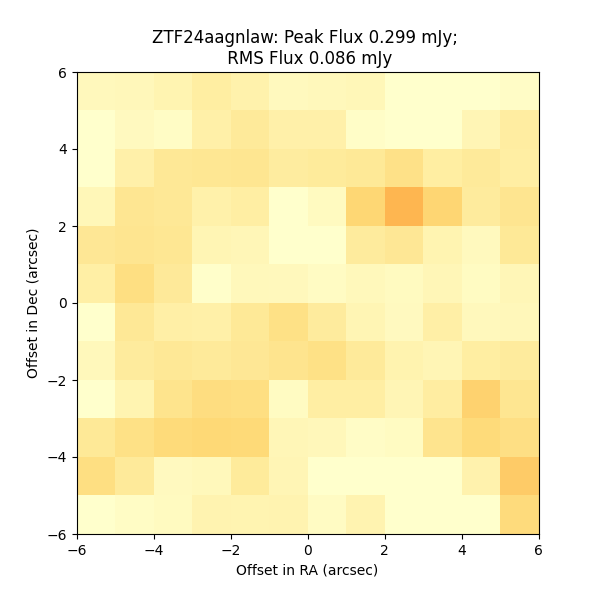 ZTF24aagnlaw: Peak Flux 0.299 mJy;
RMS Flux 0.086 mJy
6
4
2
0
−2
−4
−6
Offset in Dec (arcsec)
−6 −4 −2 0 2 4 6
Offset in RA (arcsec)